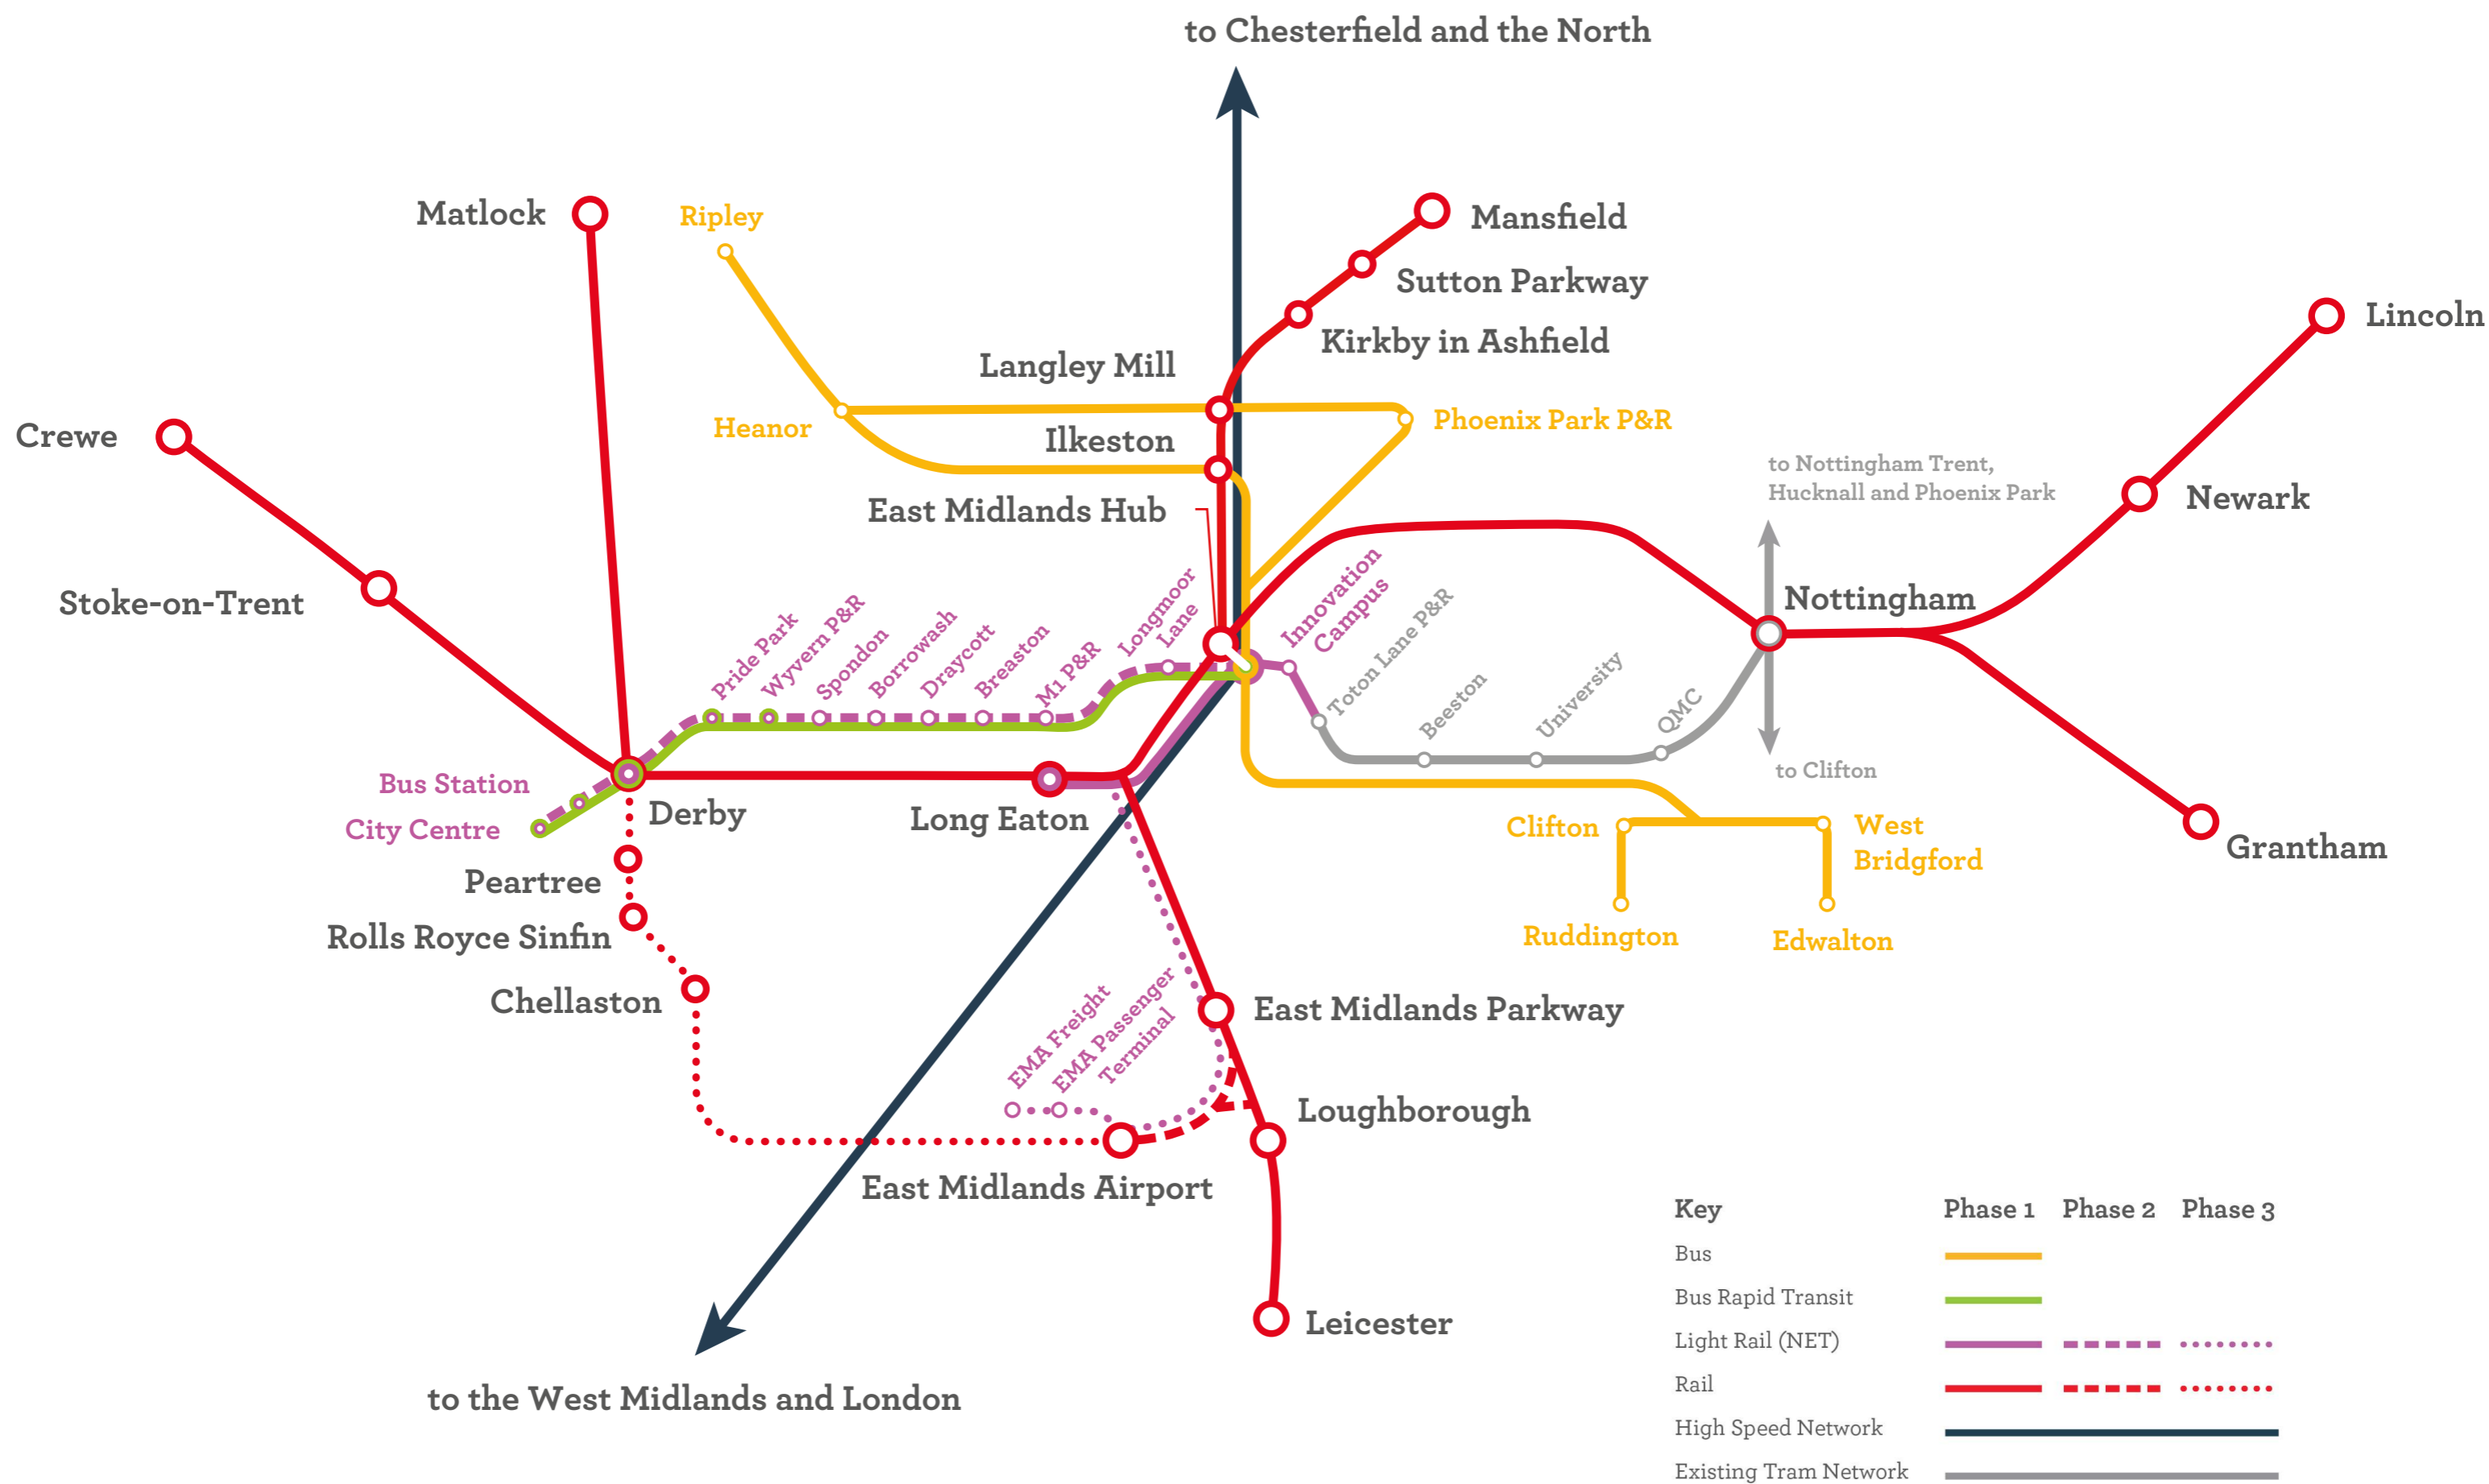 to Chesterfield and the North
Matlock
Ripley
Mansfield
Sutton Parkway
Lincoln
Kirkby in Ashfield
Langley Mill
Crewe
Heanor
Phoenix Park P&R
Ilkeston
to Nottingham Trent,
Hucknall and Phoenix Park
Newark
East Midlands Hub
Stoke-on-Trent
Nottingham
Pride Park
Wyvern P&R
Spondon
Borrowash
Draycott
Breaston
M1 P&R
Longmoor
Lane
Innovation
Campus
Toton Lane P&R
Beeston
University
QMC
to Clifton
Bus Station
City Centre
Derby
Long Eaton
Clifton
West
Bridgford
Grantham
Peartree
Rolls Royce Sinfin
Ruddington
Edwalton
Chellaston
East Midlands Parkway
EMA Freight
EMA Passenger
Terminal
Loughborough
East Midlands Airport
Leicester
to the West Midlands and London
Key Phase 1 Phase 2 Phase 3
Bus
Bus Rapid Transit
Light Rail (NET)
Rail
High Speed Network
Existing Tram Network